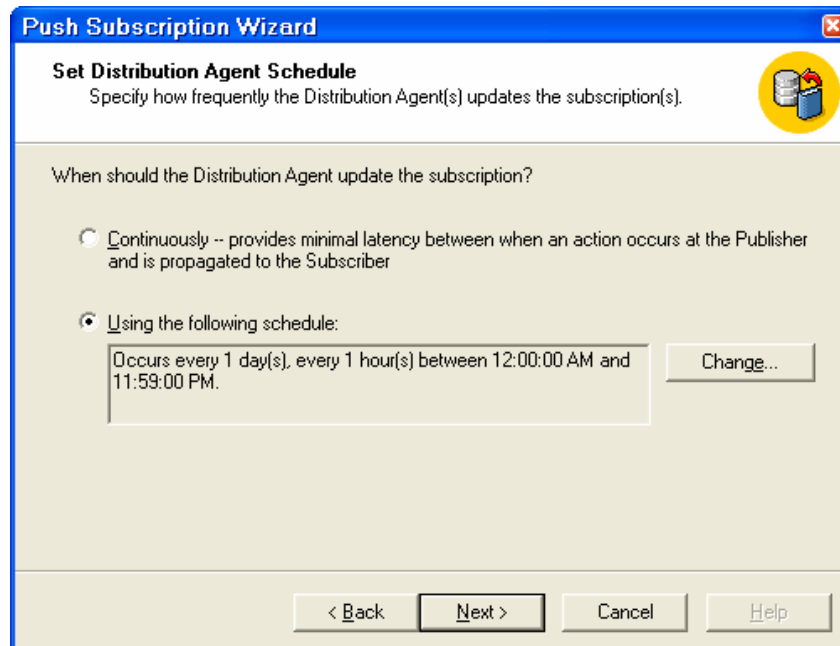 Push Subscription Wizard
Set Distribution Agent Schedule
Specify how frequently the Distribution Agent(s) updates the subscription(s).
When should the Distribution Agent update the subscription?
Continuously -- provides minimal latency between when an action occurs at the Publisher
and is propagated to the Subscriber
Using the following schedule:
Occurs every 1 day(s), every 1 hour(s) between 12:00:00 AM and
11:59:00 PM.
Change...
< Back
Next >
Cancel
Help